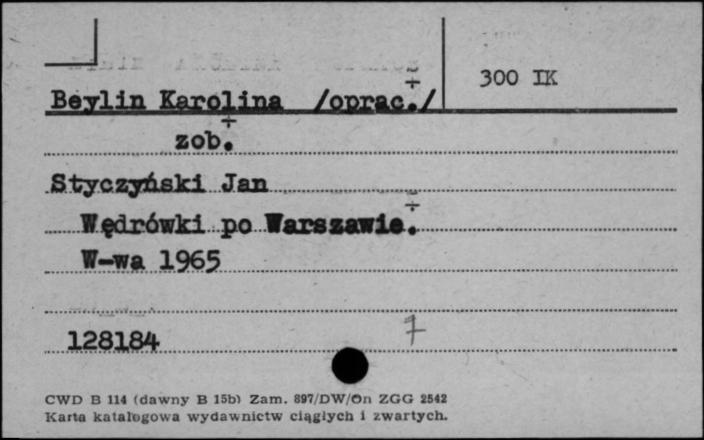 300 IK
Beylin Karolina /oprac./
zob.
Styczyński Jan
Wędrówki po Warszawie.
W-wa 1965
128184
7
CWD B 114 (dawny B 15b) Zam. 897/DW/On ZGG 2542
Karta katalogowa wydawnictw ciągłych i zwartych.